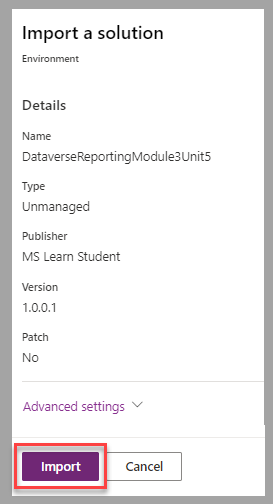 Import a solution
Environment
Details
Name
DataverseReportingModule3Unit5
Type
Unmanaged
Publisher
MS Learn Student
Version
1.0.0.1
Patch
No
Advanced settings
Import Cancel